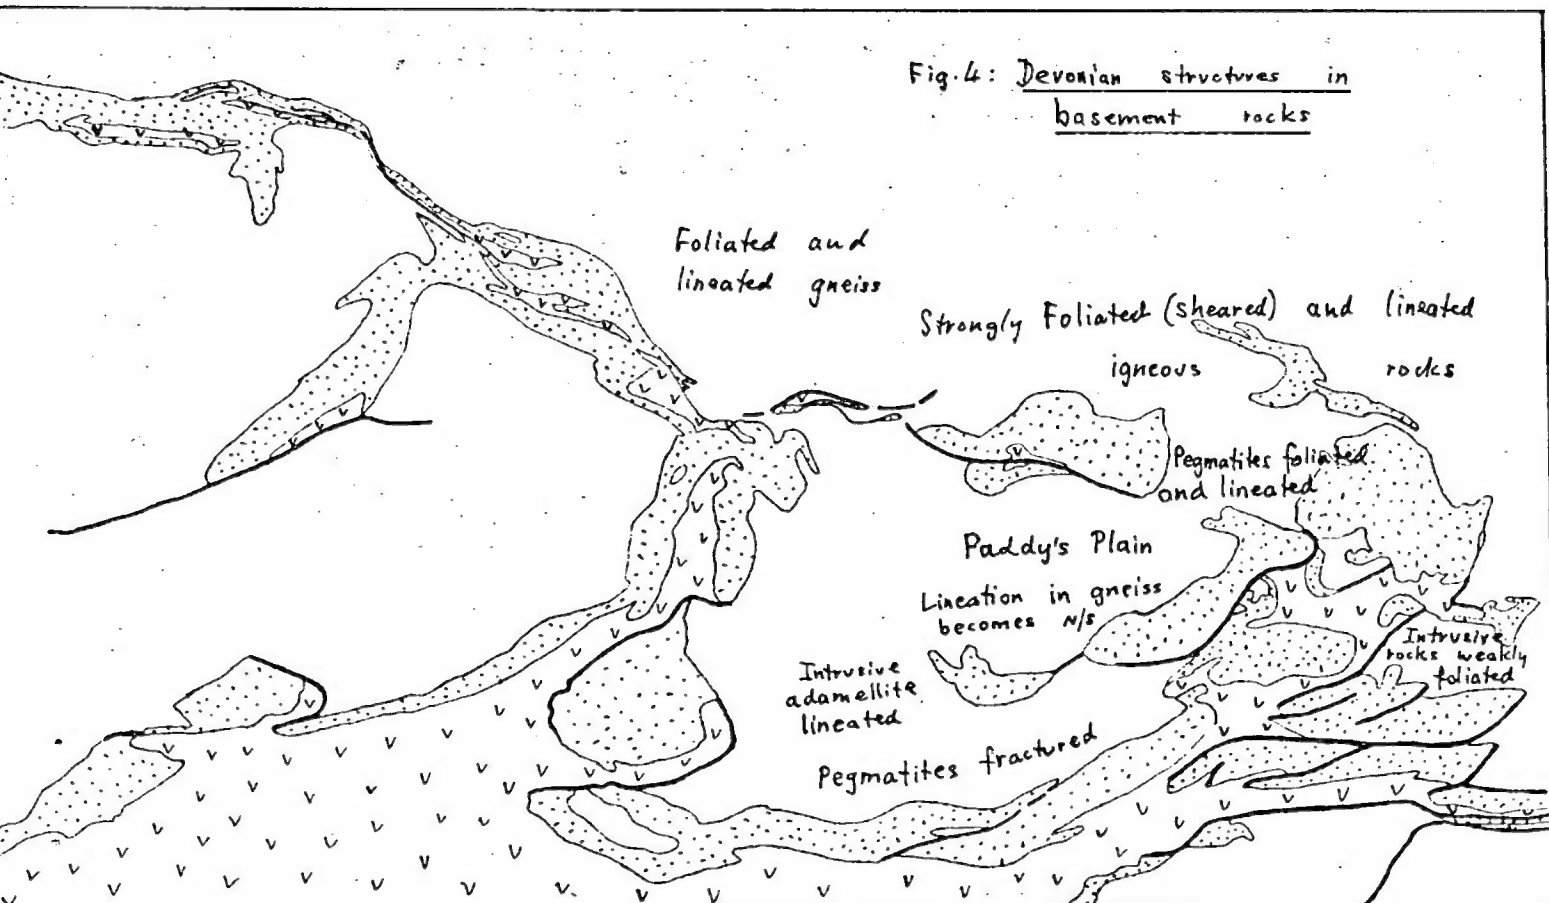 Fig. 4: Devonian structures in
basement rocks
Foliated and
lineated gneiss
Strongly Foliated (sheared) and lineated
igneous rocks
Pegmatites foliated
and lineated
Paddy's Plain
Lineation in gneiss
becomes N/S
Intrusive
rocks weakly
foliated
Intrusive
adamellite
lineated
Pegmatites fractured